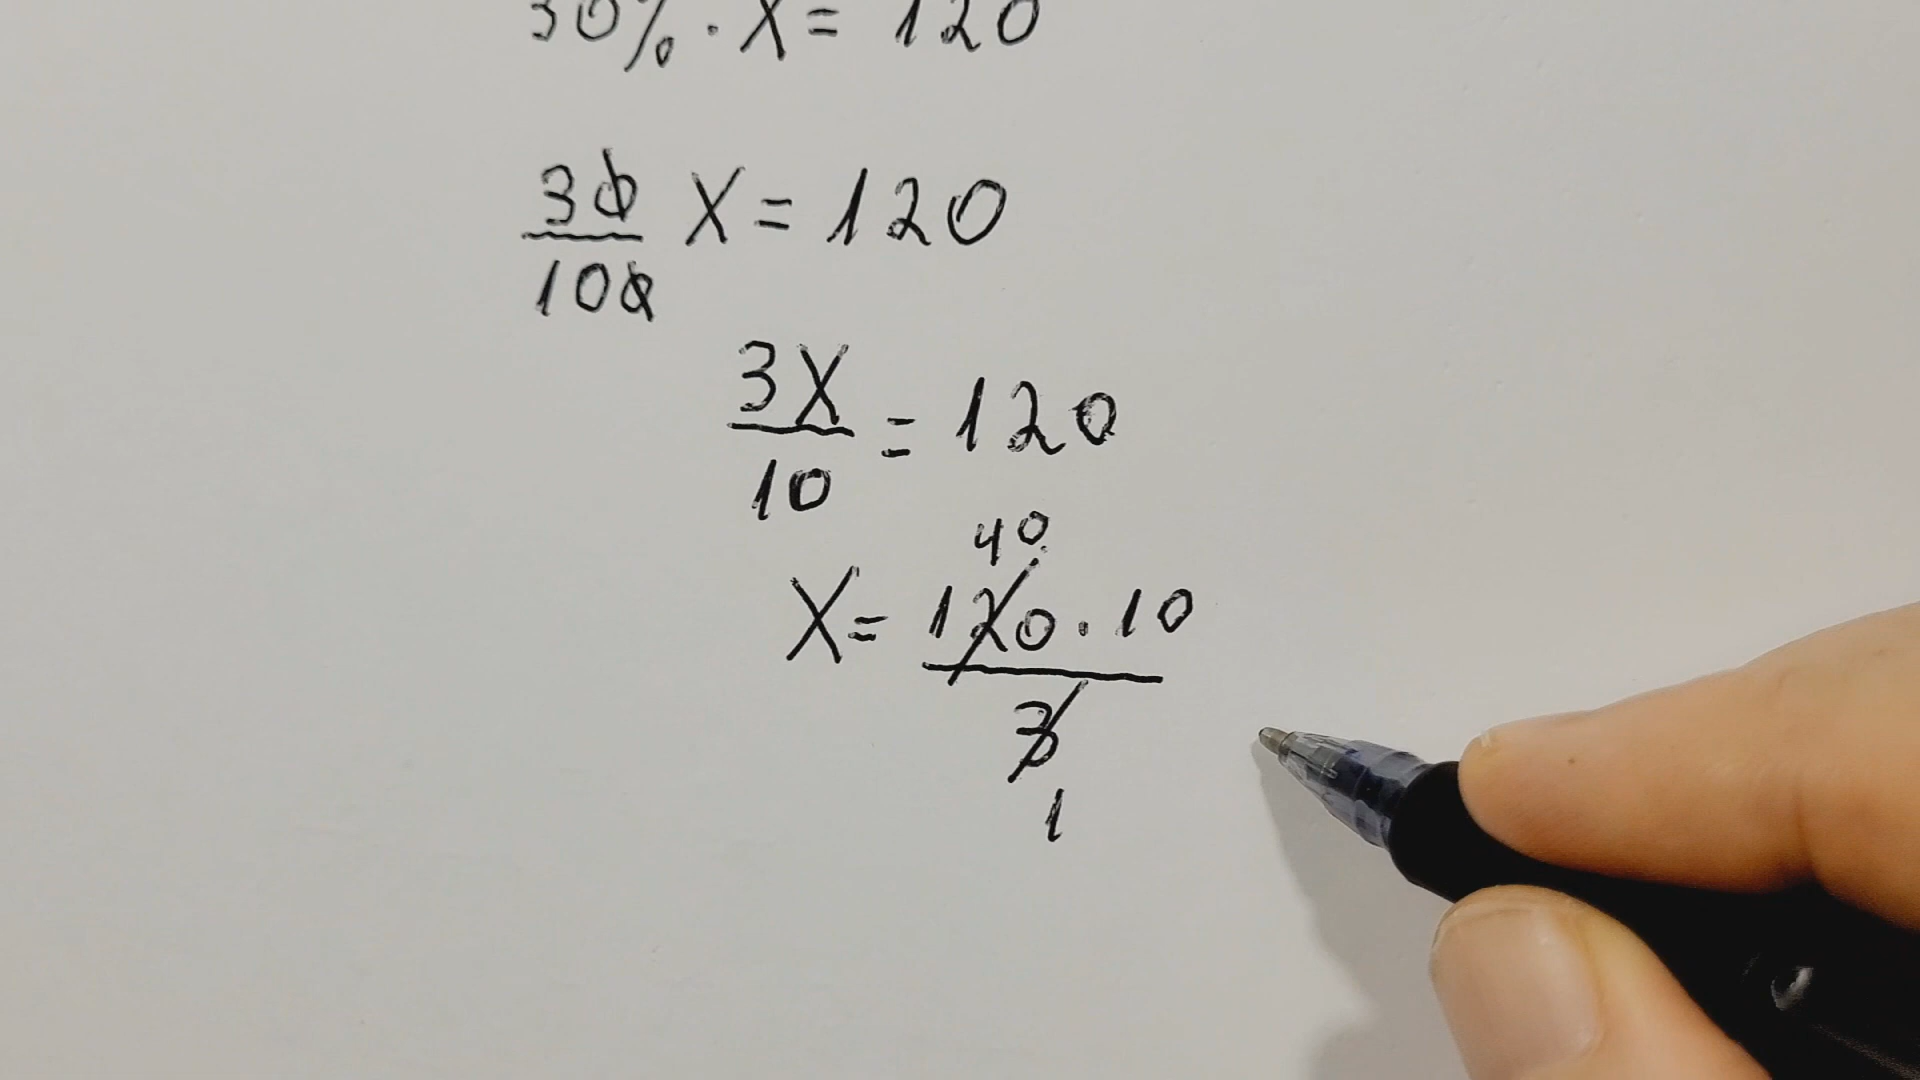 30% · X = 120
30/100 X = 120
3X/10 = 120
40
X = 120 · 10/3
1